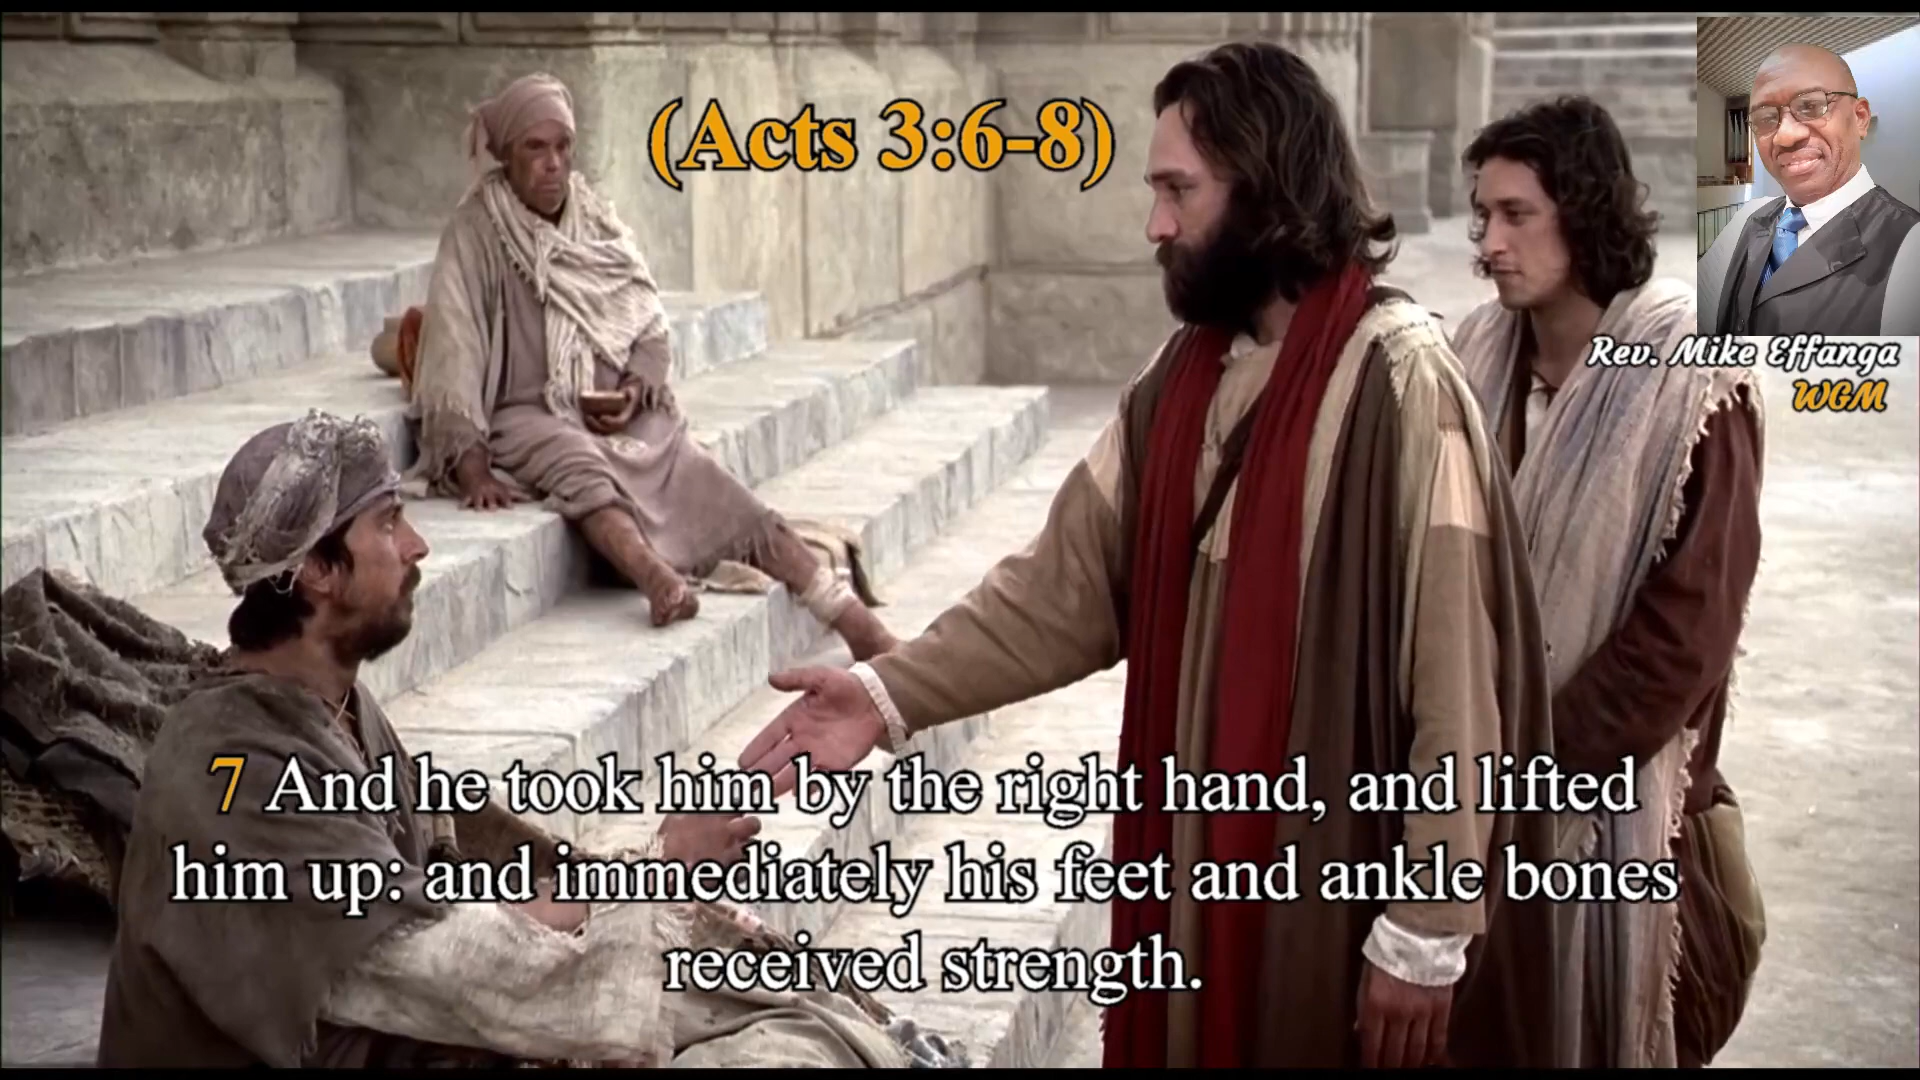 (Acts 3:6-8)
Rev. Mike Effanga
WGM
7 And he took him by the right hand, and lifted
him up: and immediately his feet and ankle bones
received strength.